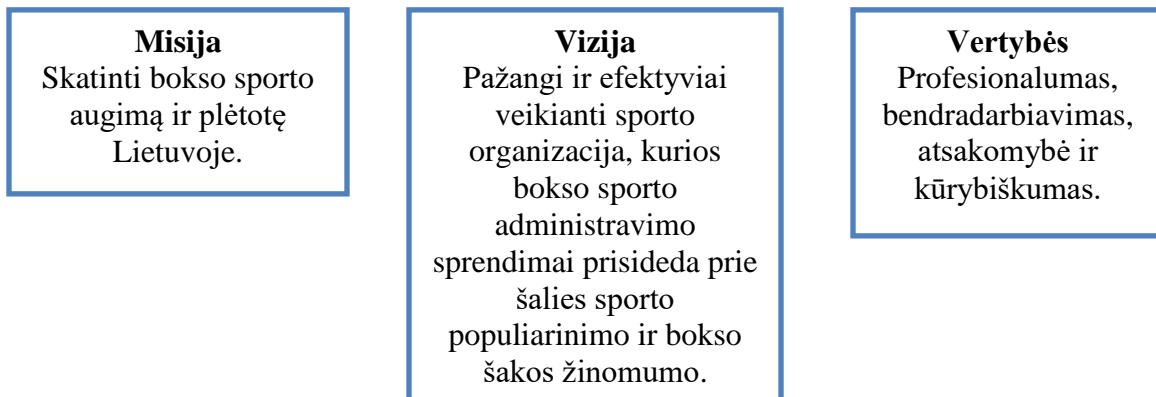 Misija
Skatinti bokso sporto
augimą ir plėtotę
Lietuvoje.
Vizija
Pažangi ir efektyviai
veikianti sporto
organizacija, kurios
bokso sporto
administravimo
sprendimai prisideda prie
šalies sporto
populiarinimo ir bokso
šakos žinomumo.
Vertybės
Profesionalumas,
bendradarbiavimas,
atsakomybė ir
kūrybiškumas.